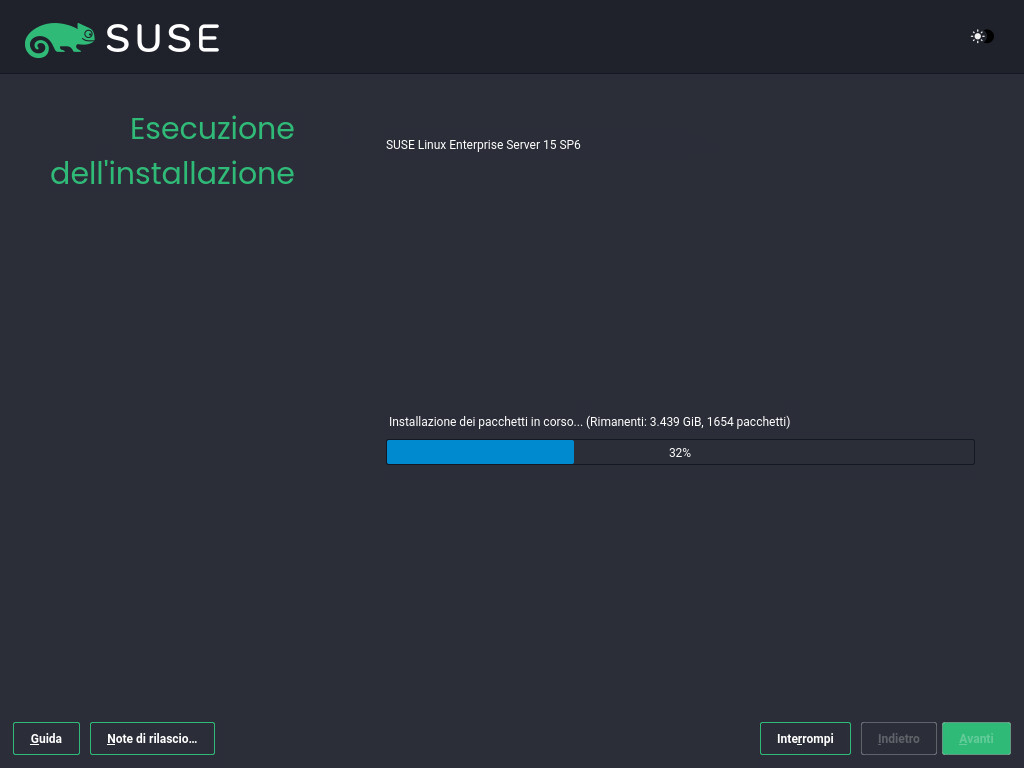 SUSE
Esecuzione
dell'installazione
SUSE Linux Enterprise Server 15 SP6
Installazione dei pacchetti in corso... (Rimanenti: 3.439 GiB, 1654 pacchetti)
32%
Guida
Note di rilascio...
Interrompi
Indietro
Avanti